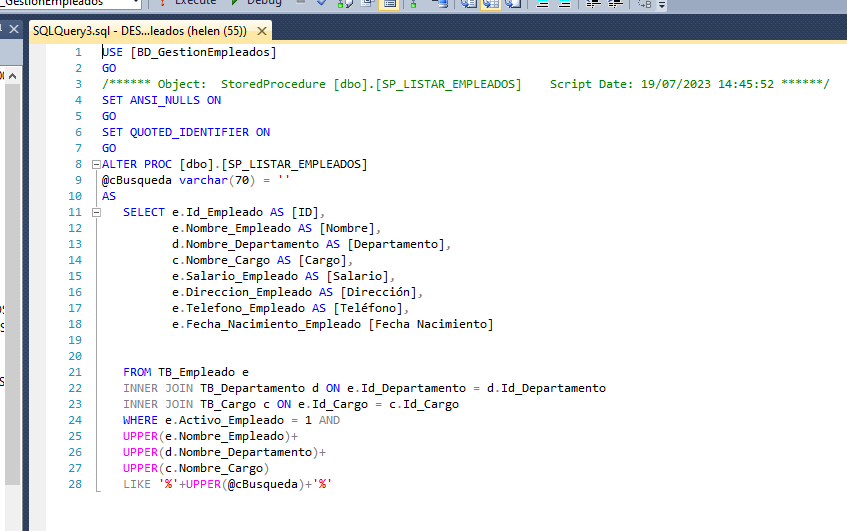 _GestionEmpleados
Execute
Debug
SQLQuery3.sql - DES...leados (helen (55))
1 USE [BD_GestionEmpleados]
2 GO
3 /****** Object:  StoredProcedure [dbo].[SP_LISTAR_EMPLEADOS]    Script Date: 19/07/2023 14:45:52 ******/
4 SET ANSI_NULLS ON
5 GO
6 SET QUOTED_IDENTIFIER ON
7 GO
8 ALTER PROC [dbo].[SP_LISTAR_EMPLEADOS]
9 @cBusqueda varchar(70) = ''
10 AS
11 SELECT e.Id_Empleado AS [ID],
12 e.Nombre_Empleado AS [Nombre],
13 d.Nombre_Departamento AS [Departamento],
14 c.Nombre_Cargo AS [Cargo],
15 e.Salario_Empleado AS [Salario],
16 e.Direccion_Empleado AS [Dirección],
17 e.Telefono_Empleado AS [Teléfono],
18 e.Fecha_Nacimiento_Empleado [Fecha Nacimiento]
19
20
21 FROM TB_Empleado e
22 INNER JOIN TB_Departamento d ON e.Id_Departamento = d.Id_Departamento
23 INNER JOIN TB_Cargo c ON e.Id_Cargo = c.Id_Cargo
24 WHERE e.Activo_Empleado = 1 AND
25 UPPER(e.Nombre_Empleado)+
26 UPPER(d.Nombre_Departamento)+
27 UPPER(c.Nombre_Cargo)
28 LIKE '%'+UPPER(@cBusqueda)+'%'